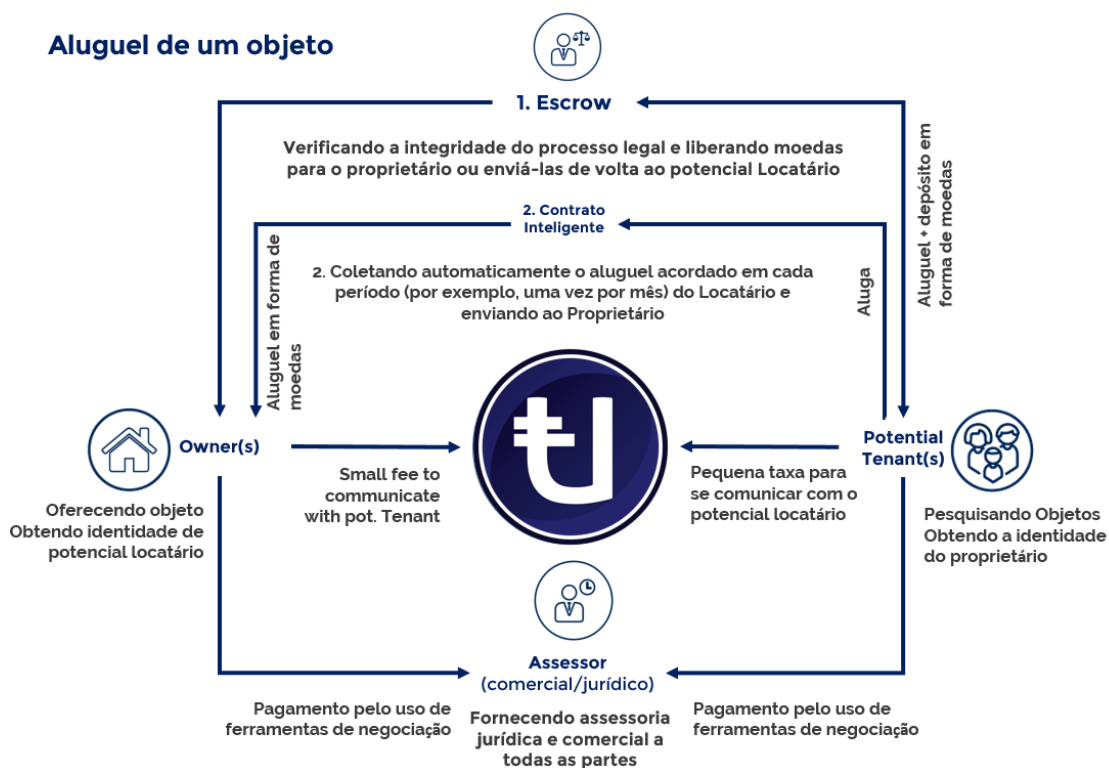 Aluguel de um objeto
1. Escrow
Verificando a integridade do processo legal e liberando moedas
para o proprietário ou enviá-las de volta ao potencial Locatário
Aluguel + depósito em
forma de moedas
2. Contrato
Inteligente
2. Coletando automaticamente o aluguel acordado em cada
período (por exemplo, uma vez por mês) do Locatário e
enviando ao Proprietário
Aluguel em forma de
moedas
Aluga
Owner(s)
Small fee to
communicate
with pot. Tenant
Pequena taxa para
se comunicar com o
potencial locatário
Potential
Tenant(s)
Oferecendo objeto
Obtendo identidade de
potencial locatário
Pesquisando Objetos
Obtendo a identidade
do proprietário
Assessor
(comercial/jurídico)
Pagamento pelo uso de
ferramentas de negociação
Fornecendo assessoria
jurídica e comercial a
todas as partes
Pagamento pelo uso de
ferramentas de negociação